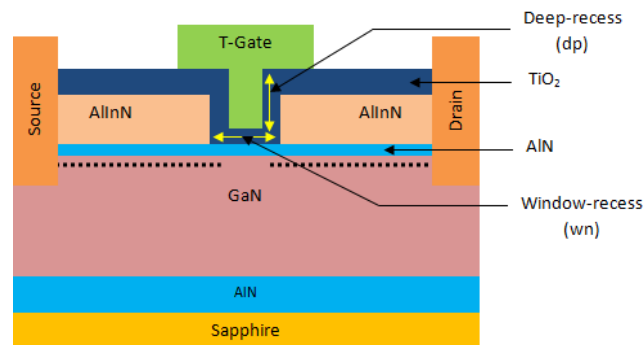 T-Gate
Deep-recess
(dp)
TiO2
Source
AlInN
AlInN
Drain
AlN
GaN
Window-recess
(wn)
AlN
Sapphire